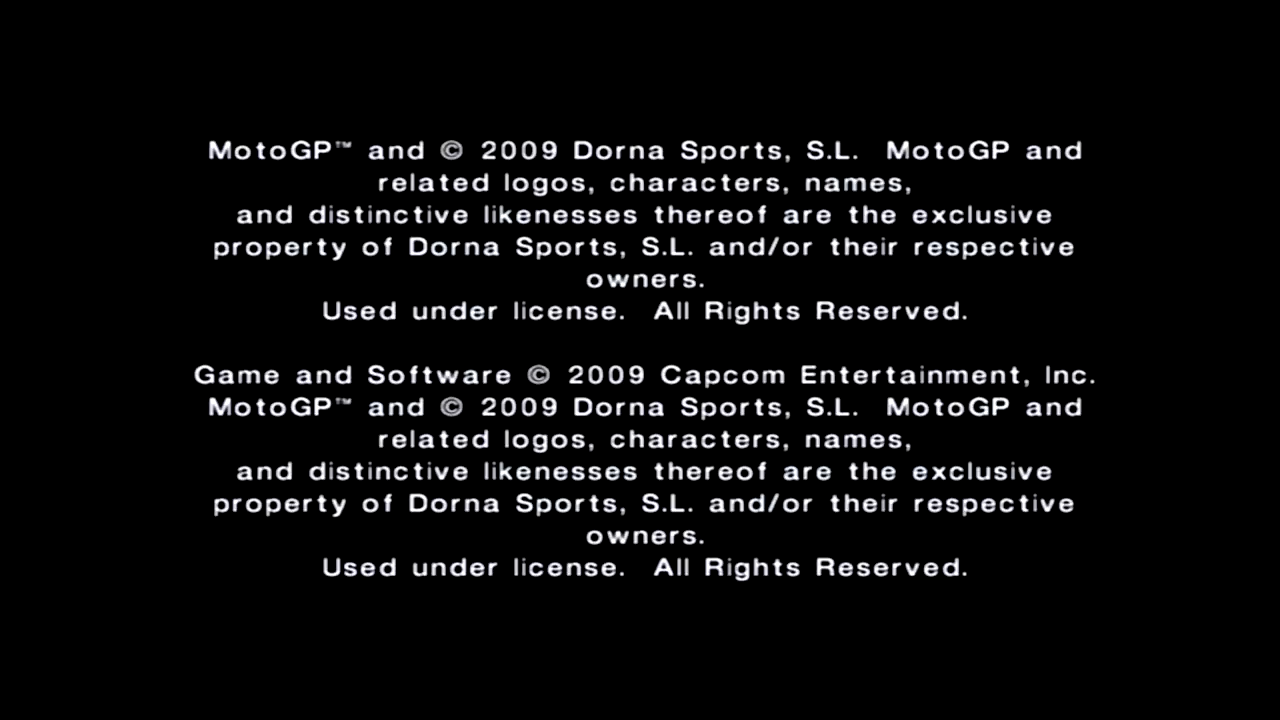 MotoGP™ and © 2009 Dorna Sports, S.L.  MotoGP and
related logos, characters, names,
and distinctive likenesses thereof are the exclusive
property of Dorna Sports, S.L. and/or their respective
owners.
Used under license.  All Rights Reserved.
Game and Software © 2009 Capcom Entertainment, Inc.
MotoGP™ and © 2009 Dorna Sports, S.L.  MotoGP and
related logos, characters, names,
and distinctive likenesses thereof are the exclusive
property of Dorna Sports, S.L. and/or their respective
owners.
Used under license.  All Rights Reserved.